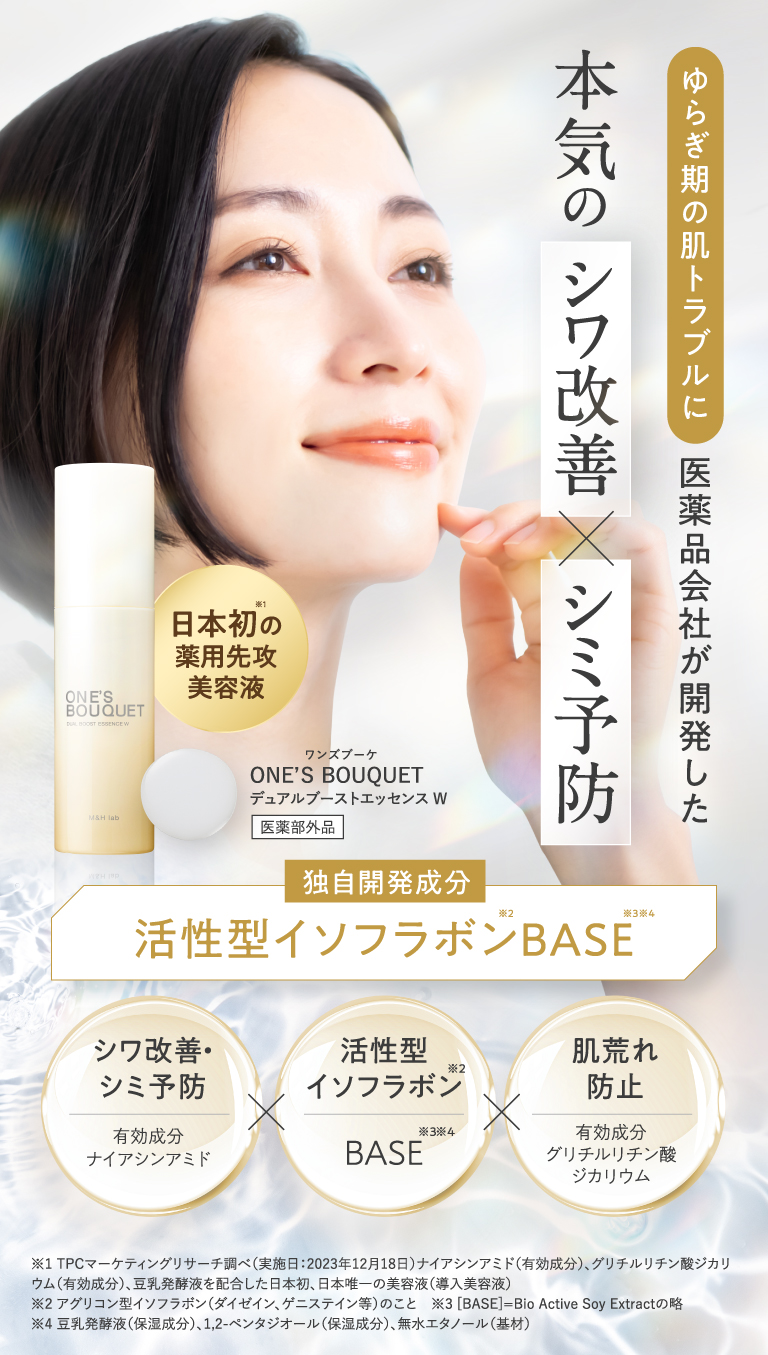 ゆらぎ期の肌トラブルに
医薬品会社が開発した
本気の
シワ改善
×
シミ予防
ONE'S
BOUQUET
DUAL BOOST ESSENCE W
M&H lab
日本初の※1
薬用先攻
美容液
ワンズブーケ
ONE'S BOUQUET
デュアルブーストエッセンス W
医薬部外品
独自開発成分
活性型イソフラボン※2BASE※3※4
シワ改善・
シミ予防
有効成分
ナイアシンアミド
×
活性型
イソフラボン※2
BASE※3※4
×
肌荒れ
防止
有効成分
グリチルリチン酸
ジカリウム
※1 TPCマーケティングリサーチ調べ（実施日：2023年12月18日）ナイアシンアミド（有効成分）、グリチルリチン酸ジカリ
ウム（有効成分）、豆乳発酵液を配合した日本初、日本唯一の美容液（導入美容液）
※2 アグリコン型イソフラボン（ダイゼイン、ゲニステイン等）のこと　※3 [BASE]=Bio Active Soy Extractの略
※4 豆乳発酵液（保湿成分）、1,2-ペンタジオール（保湿成分）、無水エタノール（基材）